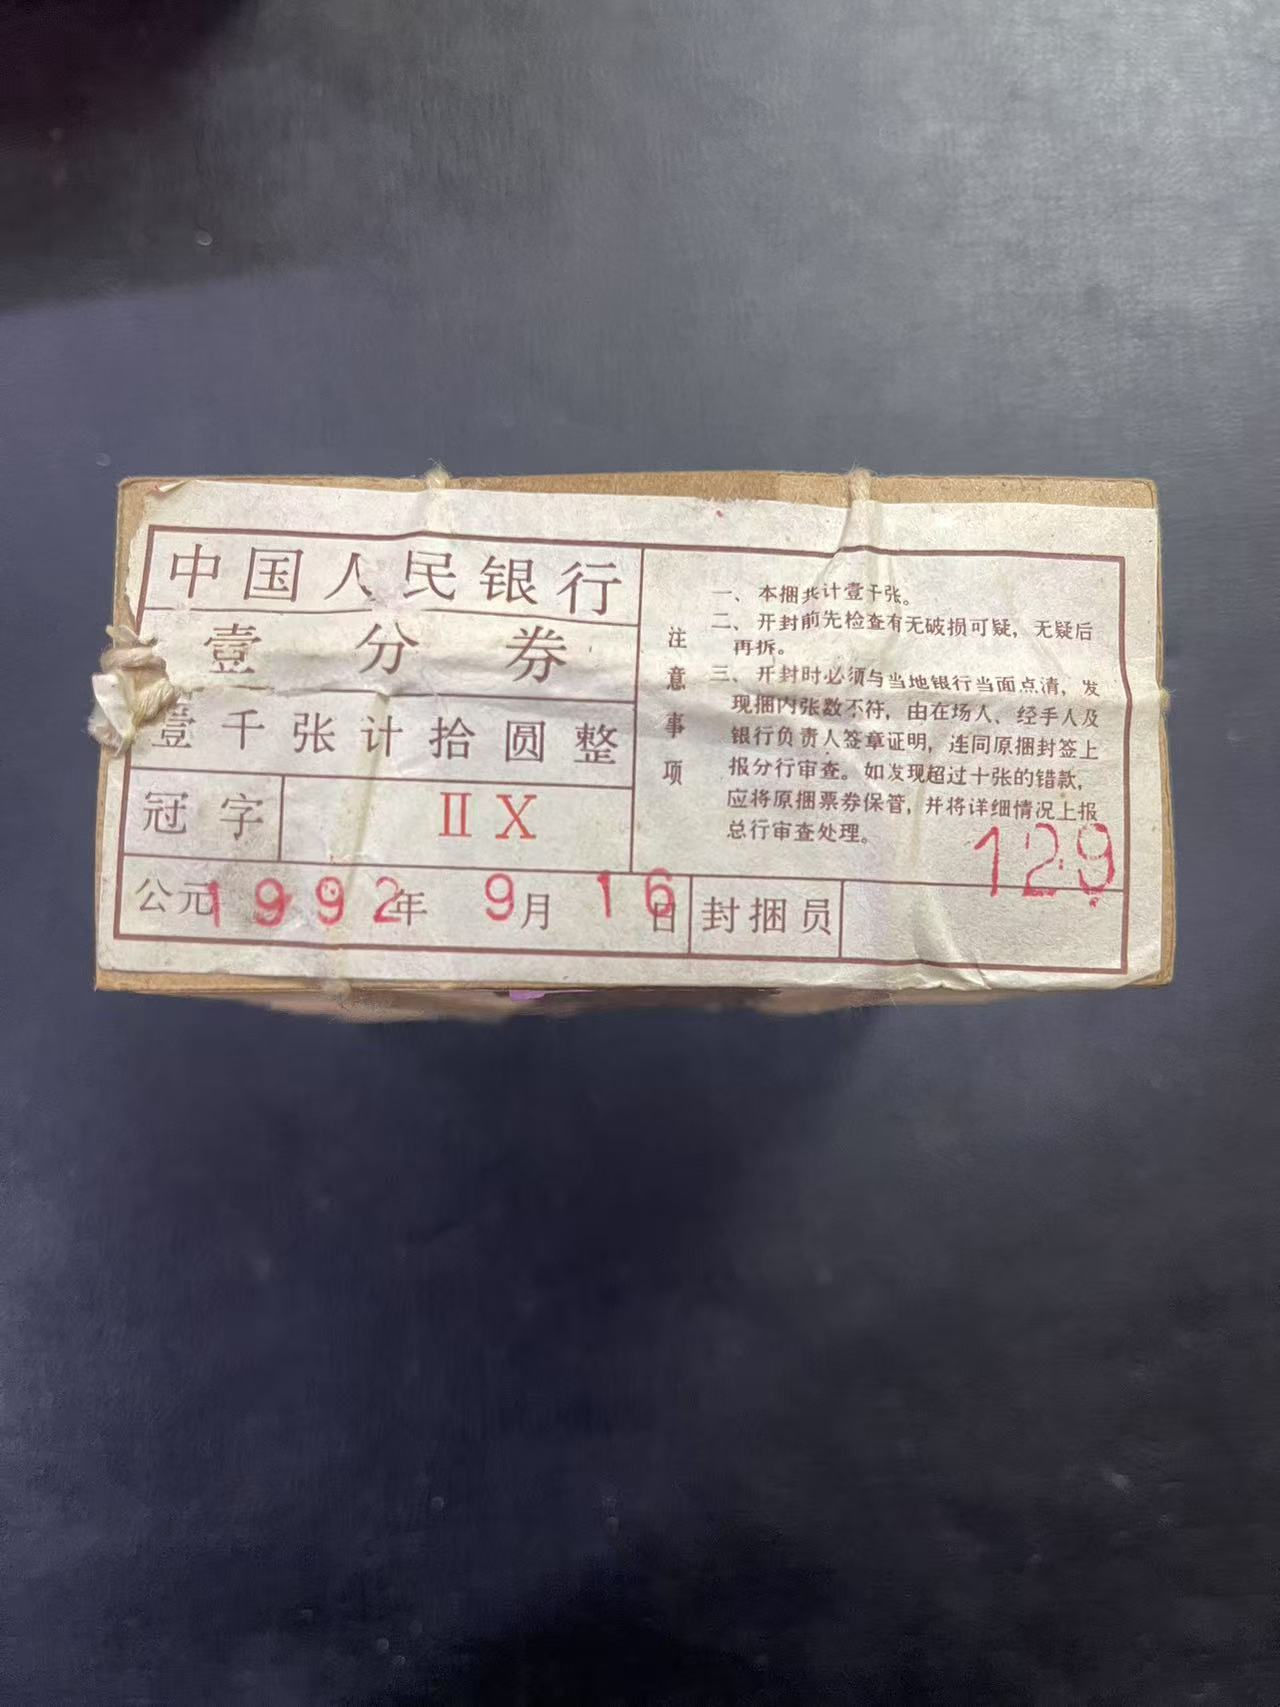 中国人民银行
壹分券
壹千张计拾圆整
冠字 ⅡⅩ
公元1992年9月16日 封捆员
注意事项
一、本捆共计壹千张。
二、开封前先检查有无破损可疑，无疑后
再拆。
三、开封时必须与当地银行当面点清，发
现捆内张数不符，由在场人、经手人及
银行负责人签章证明，连同原捆封签上
报分行审查。如发现超过十张的错款，
应将原捆票券保管，并将详细情况上报
总行审查处理。
129